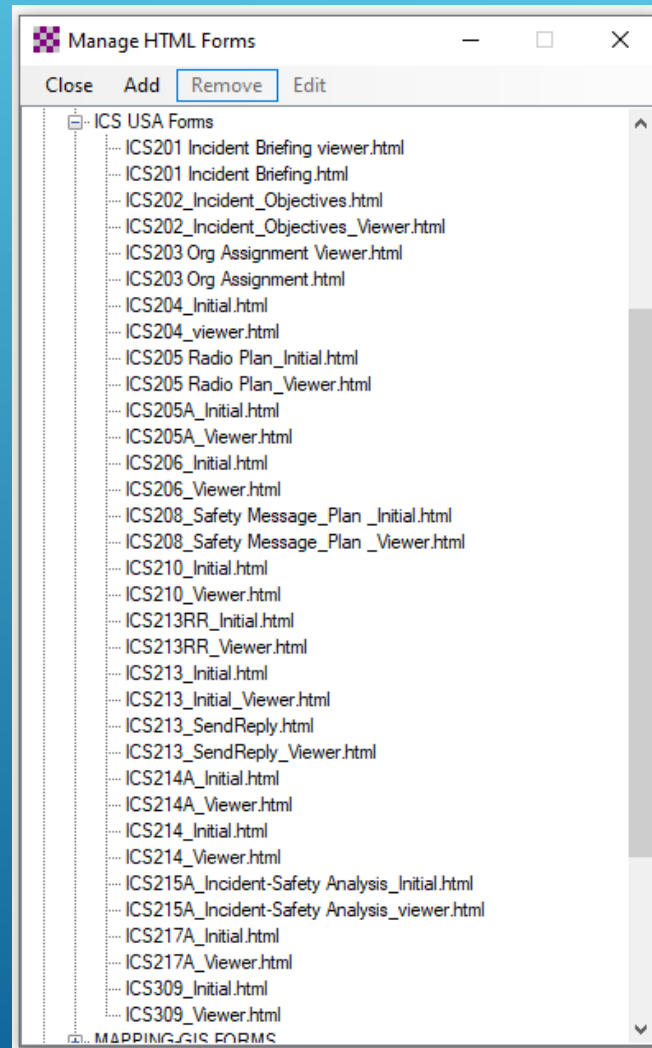 Manage HTML Forms
Close Add Remove Edit
ICS USA Forms
ICS201 Incident Briefing viewer.html
ICS201 Incident Briefing.html
ICS202_Incident_Objectives.html
ICS202_Incident_Objectives_Viewer.html
ICS203 Org Assignment Viewer.html
ICS203 Org Assignment.html
ICS204_Initial.html
ICS204_viewer.html
ICS205 Radio Plan_Initial.html
ICS205 Radio Plan_Viewer.html
ICS205A_Initial.html
ICS205A_Viewer.html
ICS206_Initial.html
ICS206_Viewer.html
ICS208_Safety Message_Plan _Initial.html
ICS208_Safety Message_Plan _Viewer.html
ICS210_Initial.html
ICS210_Viewer.html
ICS213RR_Initial.html
ICS213RR_Viewer.html
ICS213_Initial.html
ICS213_Initial_Viewer.html
ICS213_SendReply.html
ICS213_SendReply_Viewer.html
ICS214A_Initial.html
ICS214A_Viewer.html
ICS214_Initial.html
ICS214_Viewer.html
ICS215A_Incident-Safety Analysis_Initial.html
ICS215A_Incident-Safety Analysis_viewer.html
ICS217A_Initial.html
ICS217A_Viewer.html
ICS309_Initial.html
ICS309_Viewer.html
MAPPING-GIS FORMS